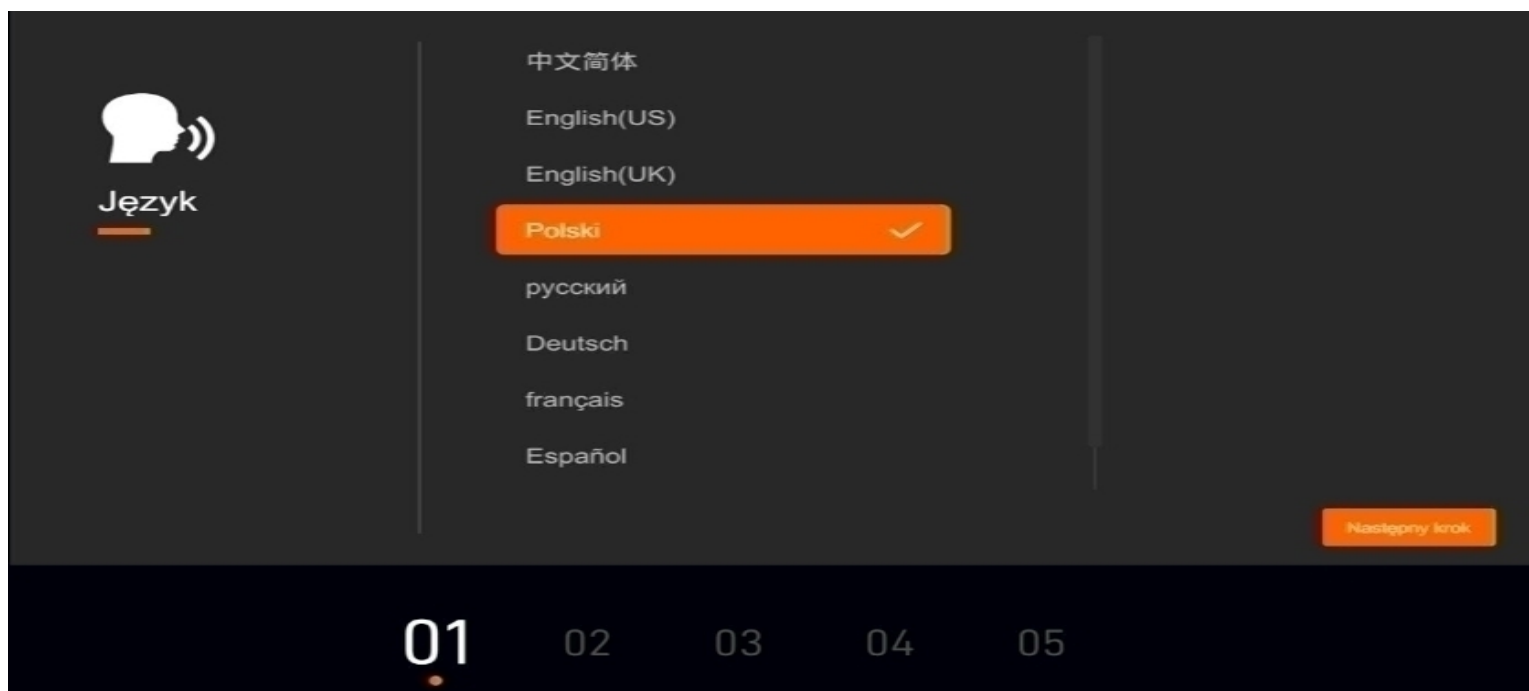 Język
中文简体
English(US)
English(UK)
Polski
русский
Deutsch
français
Español
Następny krok
01 02 03 04 05